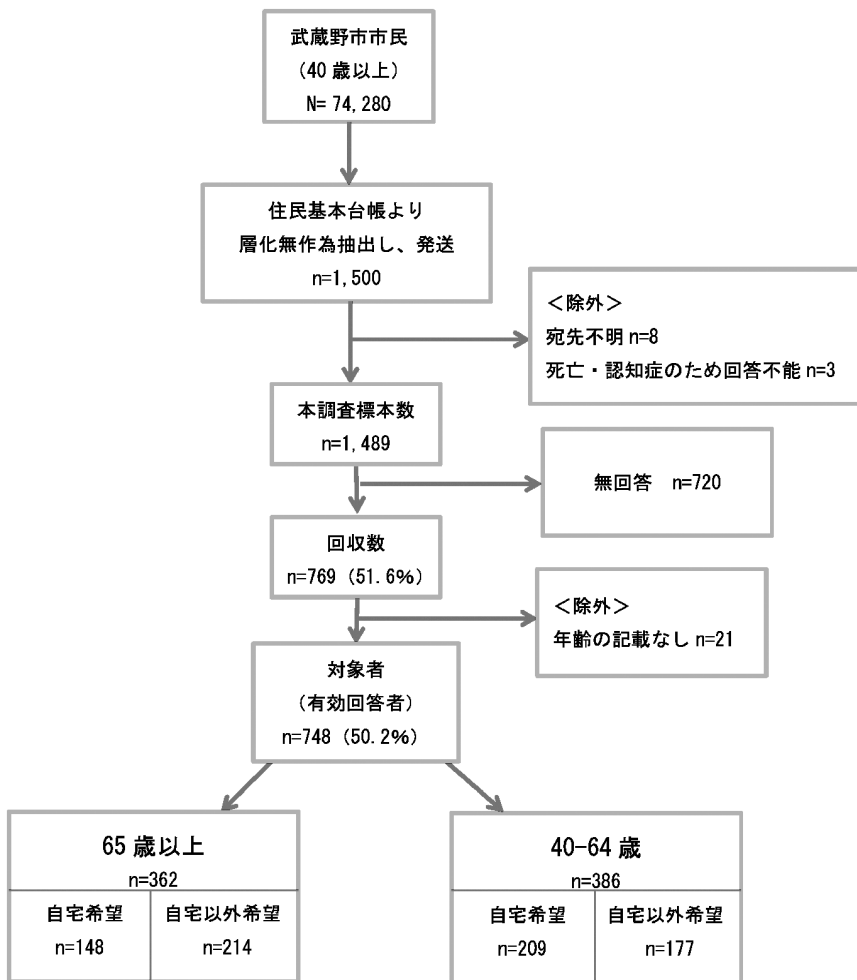 武蔵野市市民
(40 歳以上)
N= 74,280
住民基本台帳より
層化無作為抽出し、発送
n=1,500
＜除外＞
宛先不明 n=8
死亡・認知症のため回答不能 n=3
本調査標本数
n=1,489
無回答　n=720
回収数
n=769 (51.6%)
＜除外＞
年齢の記載なし n=21
対象者
(有効回答者)
n=748 (50.2%)
65 歳以上
n=362
自宅希望
n=148
自宅以外希望
n=214
40-64 歳
n=386
自宅希望
n=209
自宅以外希望
n=177